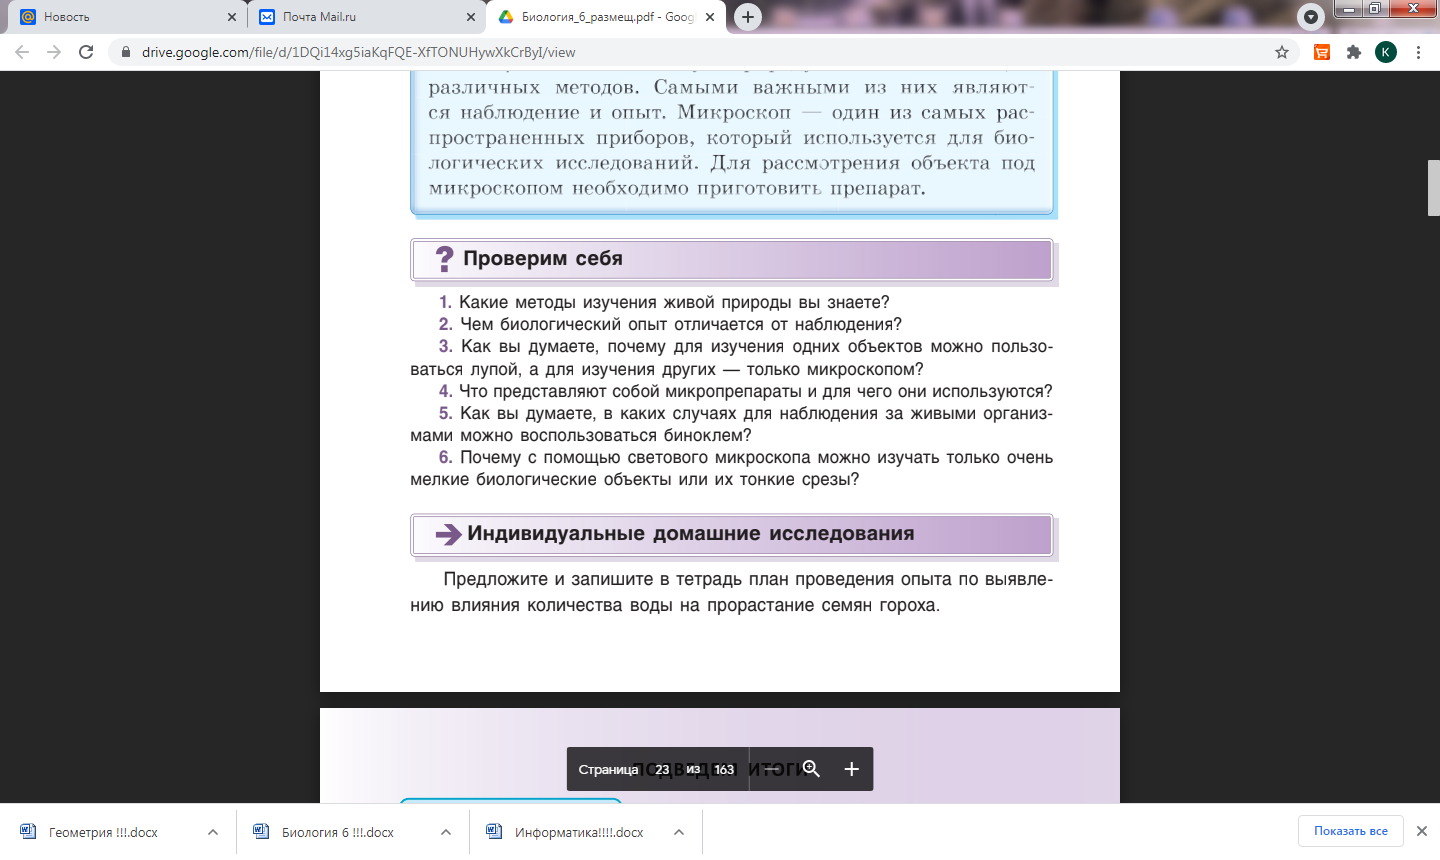 Новость
Почта Mail.ru
Биология_6_размещ.pdf - Goog
drive.google.com/file/d/1DQi14xg5iaKqFQE-XfTONUHywXkCrByI/view
K
различных методов. Самыми важными из них являют-
ся наблюдение и опыт. Микроскоп — один из самых рас-
пространенных приборов, который используется для био-
логических исследований. Для рассмотрения объекта под
микроскопом необходимо приготовить препарат.
? Проверим себя
1. Какие методы изучения живой природы вы знаете?
2. Чем биологический опыт отличается от наблюдения?
3. Как вы думаете, почему для изучения одних объектов можно пользо-
ваться лупой, а для изучения других — только микроскопом?
4. Что представляют собой микропрепараты и для чего они используются?
5. Как вы думаете, в каких случаях для наблюдения за живыми организ-
мами можно воспользоваться биноклем?
6. Почему с помощью светового микроскопа можно изучать только очень
мелкие биологические объекты или их тонкие срезы?
Индивидуальные домашние исследования
Предложите и запишите в тетрадь план проведения опыта по выявле-
нию влияния количества воды на прорастание семян гороха.
ПОДВЕДЕМ ИТОГИ
Страница 23 из 163
Геометрия !!!.docx
Биология 6 !!!.docx
Информатика!!!!.docx
Показать все